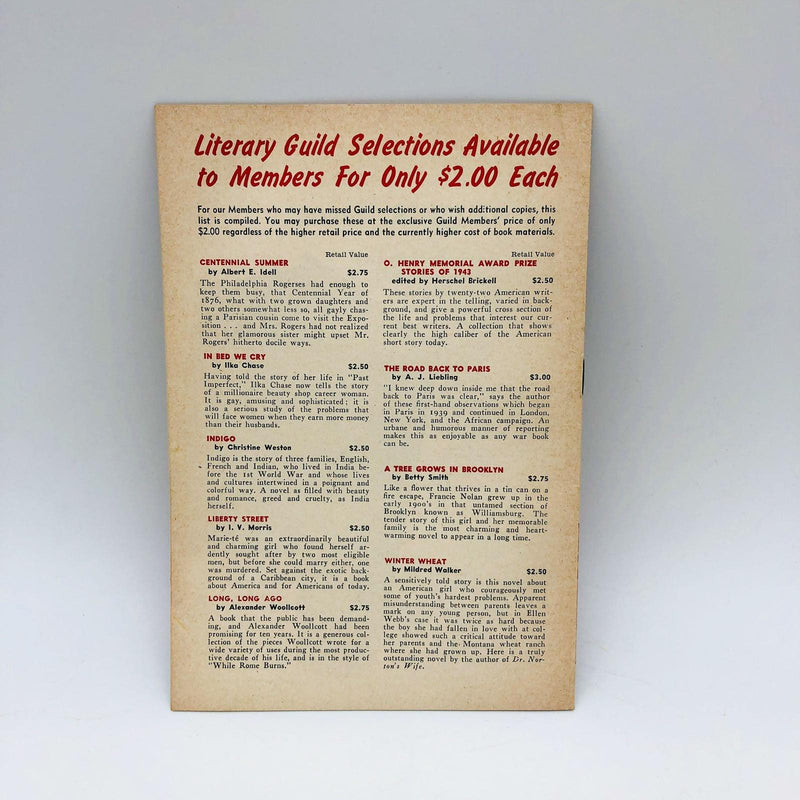 Literary Guild Selections Available
to Members For Only $2.00 Each
For our Members who may have missed Guild selections or who wish additional copies, this
list is compiled. You may purchase these at the exclusive Guild Members' price of only
$2.00 regardless of the higher retail price and the currently higher cost of book materials.
Retail Value
CENTENNIAL SUMMER
by Albert E. Idell $2.75
The Philadelphia Rogerses had enough to
keep them busy, that Centennial Year of
1876, what with two grown daughters and
two others somewhat less so, all gayly chas-
ing a Parisian cousin come to visit the Expo-
sition . . . and Mrs. Rogers had not realized
that her glamorous sister might upset Mr.
Rogers' hitherto docile ways.
IN BED WE CRY
by Ilka Chase $2.50
Having told the story of her life in "Past
Imperfect," Ilka Chase now tells the story
of a millionaire beauty shop career woman.
It is gay, amusing and sophisticated; it is
also a serious study of the problems that
will face women when they earn more money
than their husbands.
INDIGO
by Christine Weston $2.50
Indigo is the story of three families, English,
French and Indian, who lived in India be-
fore the 1st World War and whose lives
and cultures intertwined in a poignant and
colorful way. A novel as filled with beauty
and romance, greed and cruelty, as India
herself.
LIBERTY STREET
by I. V. Morris $2.50
Marie-té was an extraordinarily beautiful
and charming girl who found herself ar-
dently sought after by two most eligible
men, but before she could marry either, one
was murdered. Set against the exotic back-
ground of a Caribbean city, it is a book
about America and for Americans of today.
LONG, LONG AGO
by Alexander Woollcott $2.75
A book that the public has been demand-
ing, and Alexander Woollcott had been
promising for ten years. It is a generous col-
lection of the pieces Woollcott wrote for a
wide variety of uses during the most produc-
tive decade of his life, and is in the style of
"While Rome Burns."
Retail Value
O. HENRY MEMORIAL AWARD PRIZE
STORIES OF 1943
edited by Herschel Brickell $2.50
These stories by twenty-two American writ-
ers are expert in the telling, varied in back-
ground, and give a powerful cross section of
the life and problems that interest our cur-
rent best writers. A collection that shows
clearly the high caliber of the American
short story today.
THE ROAD BACK TO PARIS
by A. J. Liebling $3.00
"I knew deep down inside me that the road
back to Paris was clear," says the author
of these first-hand observations which began
in Paris in 1939 and continued in London,
New York, and the African campaign. An
urbane and humorous manner of reporting
makes this as enjoyable as any war book
can be.
A TREE GROWS IN BROOKLYN
by Betty Smith $2.75
Like a flower that thrives in a tin can on a
fire escape, Francie Nolan grew up in the
early 1900's in that untamed section of
Brooklyn known as Williamsburg. The
tender story of this girl and her memorable
family is the most charming and heart-
warming novel to appear in a long time.
WINTER WHEAT
by Mildred Walker $2.50
A sensitively told story is this novel about
an American girl who courageously met
some of youth's hardest problems. Apparent
misunderstanding between parents leaves a
mark on any young person, but in Ellen
Webb's case it was twice as hard because
the boy she had fallen in love with at col-
lege showed such a critical attitude toward
her parents and the Montana wheat ranch
where she had grown up. Here is a truly
outstanding novel by the author of Dr. Nor-
ton's Wife.